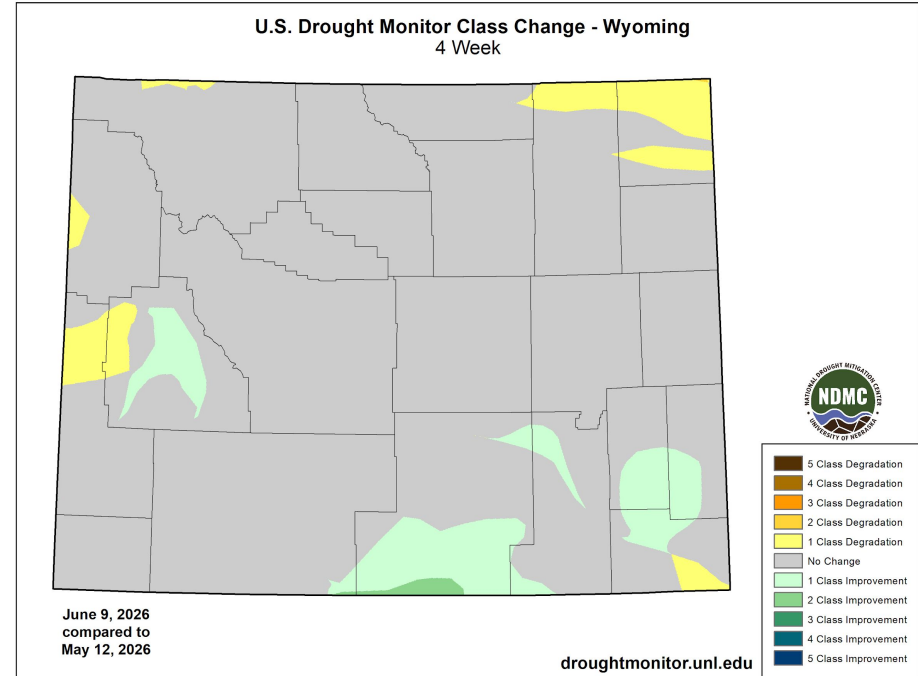 U.S. Drought Monitor Class Change - Wyoming
4 Week
NATIONAL DROUGHT MITIGATION CENTER
NDMC
UNIVERSITY OF NEBRASKA
5 Class Degradation
4 Class Degradation
3 Class Degradation
2 Class Degradation
1 Class Degradation
No Change
1 Class Improvement
2 Class Improvement
3 Class Improvement
4 Class Improvement
5 Class Improvement
June 9, 2026
compared to
May 12, 2026
droughtmonitor.unl.edu